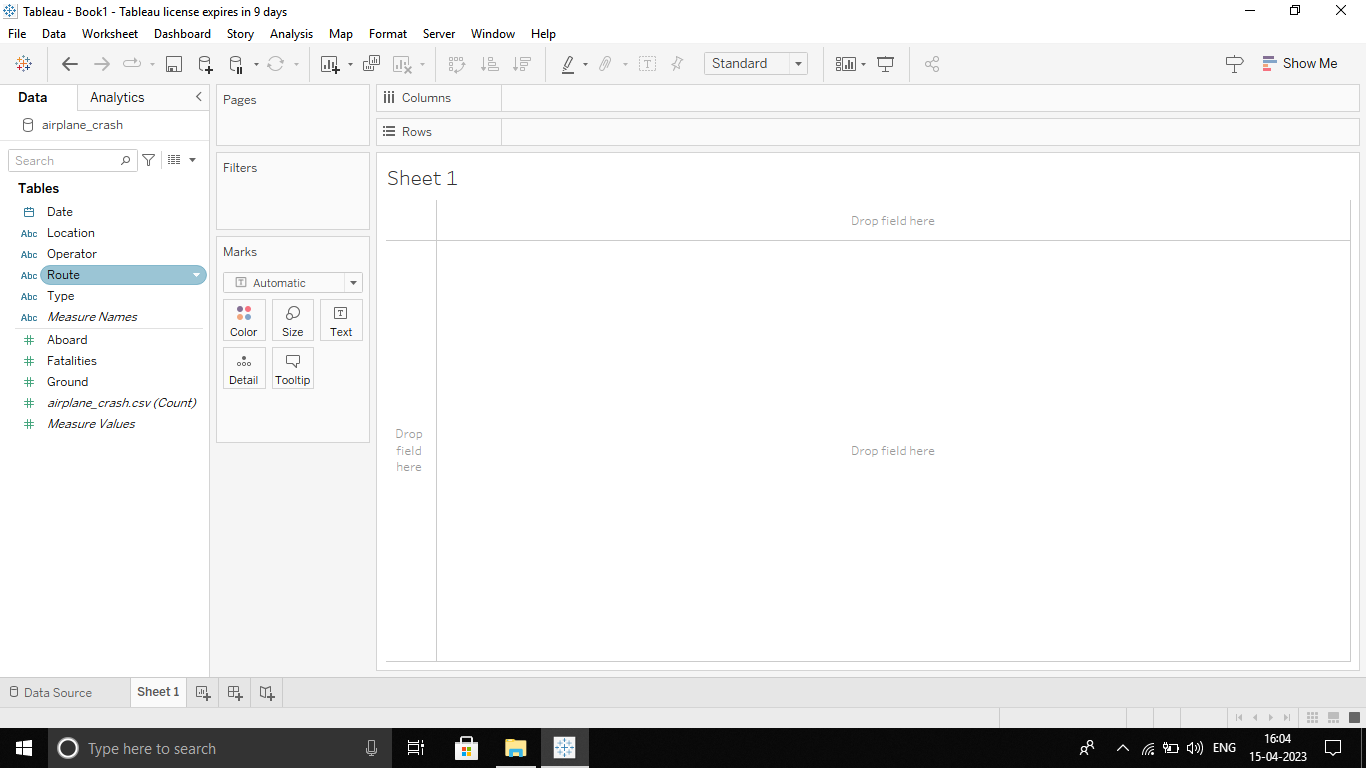 Tableau - Book1 - Tableau license expires in 9 days
File Data Worksheet Dashboard Story Analysis Map Format Server Window Help
Standard
Show Me
Data Analytics
airplane_crash
Search
Tables
Date
Abc Location
Abc Operator
Abc Route
Abc Type
Abc Measure Names
# Aboard
# Fatalities
# Ground
# airplane_crash.csv (Count)
# Measure Values
Pages
Filters
Marks
T Automatic
Color Size Text
Detail Tooltip
Columns
Rows
Sheet 1
Drop field here
Drop
field
here
Drop field here
Data Source Sheet 1
Type here to search
ENG
16:04
15-04-2023